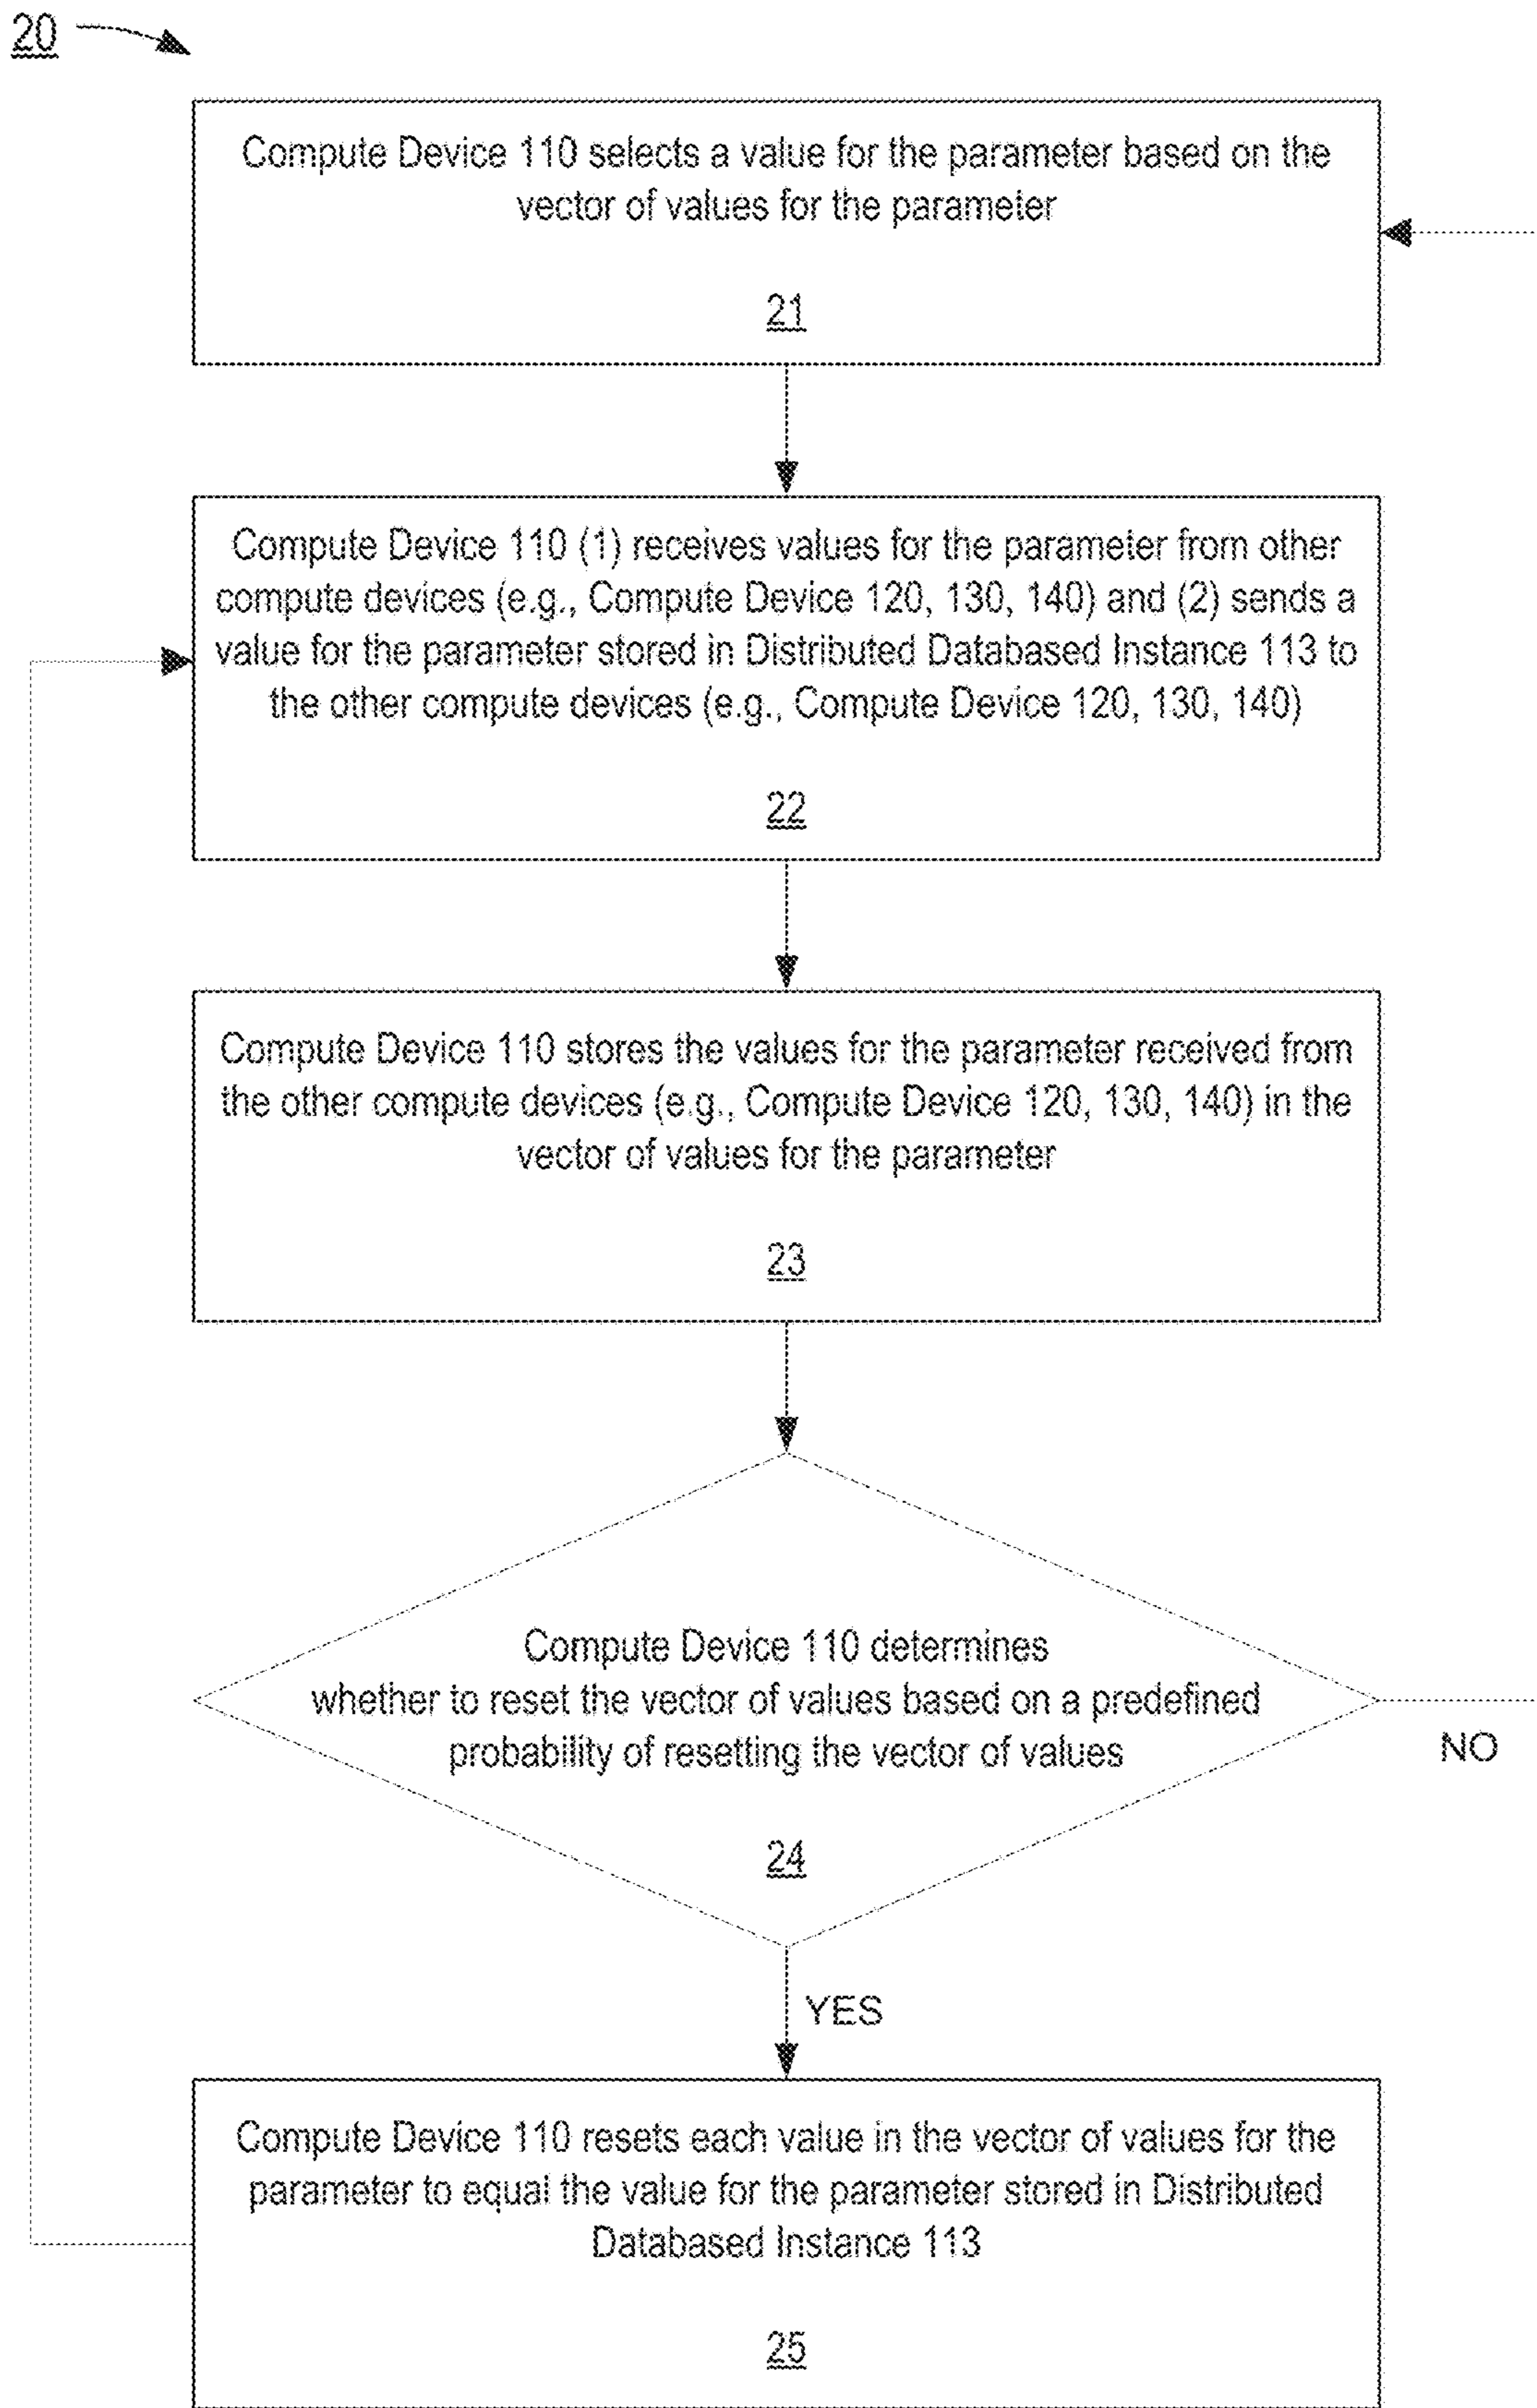 20
Compute Device 110 selects a value for the parameter based on the
vector of values for the parameter
21
Compute Device 110 (1) receives values for the parameter from other
compute devices (e.g., Compute Device 120, 130, 140) and (2) sends a
value for the parameter stored in Distributed Databased Instance 113 to
the other compute devices (e.g., Compute Device 120, 130, 140)
22
Compute Device 110 stores the values for the parameter received from
the other compute devices (e.g., Compute Device 120, 130, 140) in the
vector of values for the parameter
23
Compute Device 110 determines
whether to reset the vector of values based on a predefined
probability of resetting the vector of values
NO
24
YES
Compute Device 110 resets each value in the vector of values for the
parameter to equal the value for the parameter stored in Distributed
Databased Instance 113
25